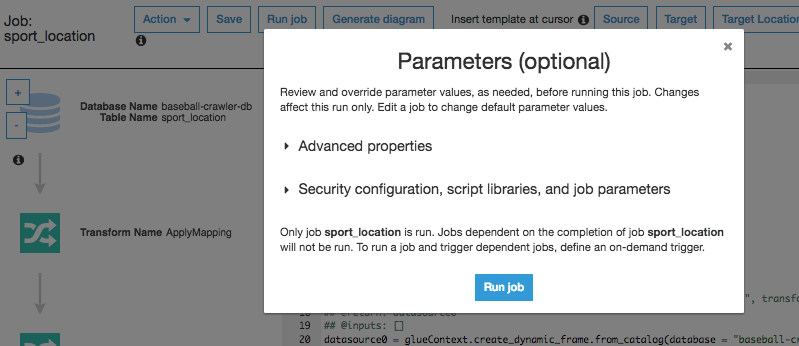 Job:
sport_location
Action
Save
Run job
Generate diagram
Insert template at cursor
Source
Target
Target Location
+
-
Database Name baseball-crawler-db
Table Name sport_location
Transform Name ApplyMapping
×
Parameters (optional)
Review and override parameter values, as needed, before running this job. Changes
affect this run only. Edit a job to change default parameter values.
Advanced properties
Security configuration, script libraries, and job parameters
Only job sport_location is run. Jobs dependent on the completion of job sport_location
will not be run. To run a job and trigger dependent jobs, define an on-demand trigger.
Run job
", transfo
19 ## @inputs: []
20 datasource0 = glueContext.create_dynamic_frame.from_catalog(database = "baseball-cr